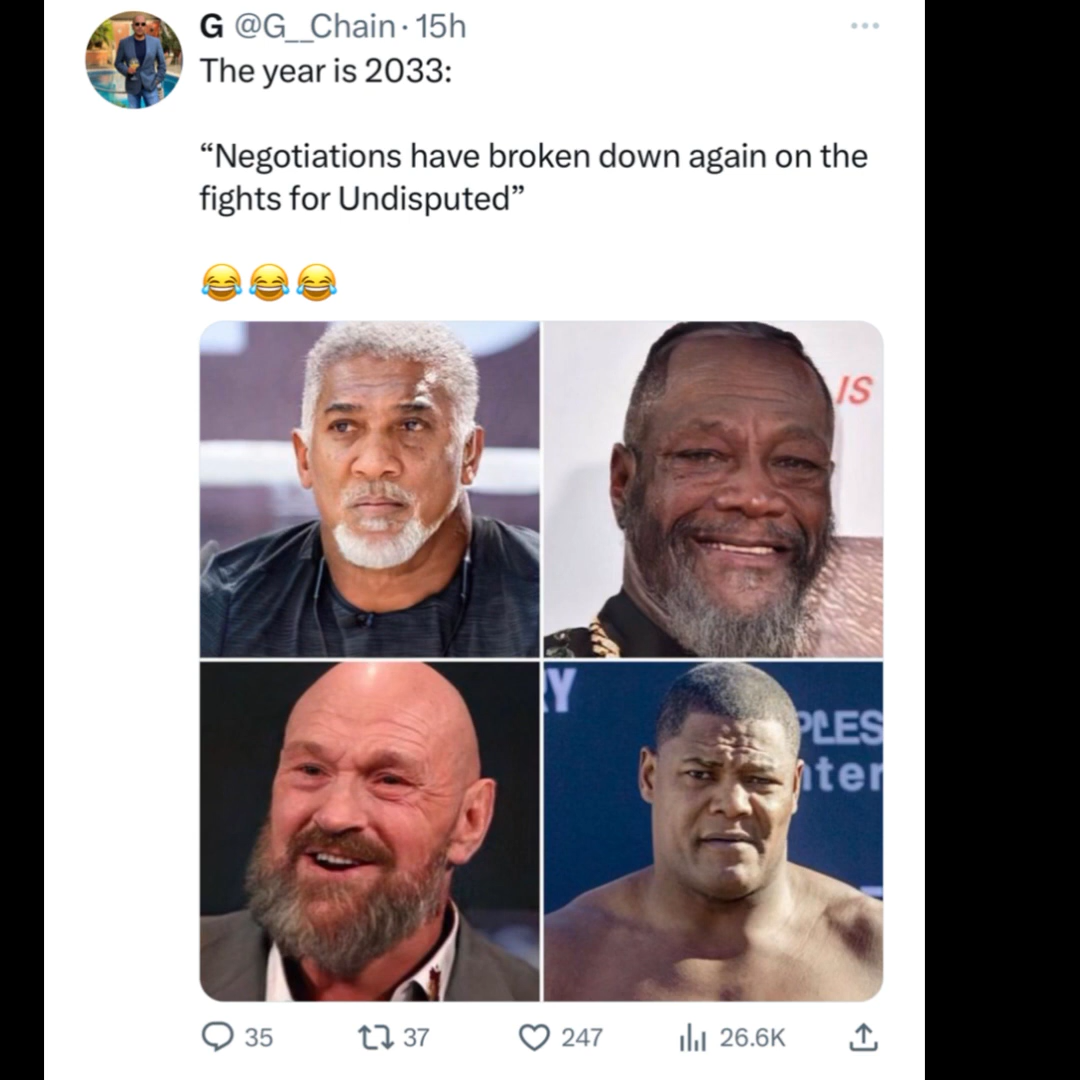 G @G__Chain · 15h
The year is 2033:
“Negotiations have broken down again on the
fights for Undisputed”
😂😂😂
IS
RY
PLES
nter
35 37 247 26.6K